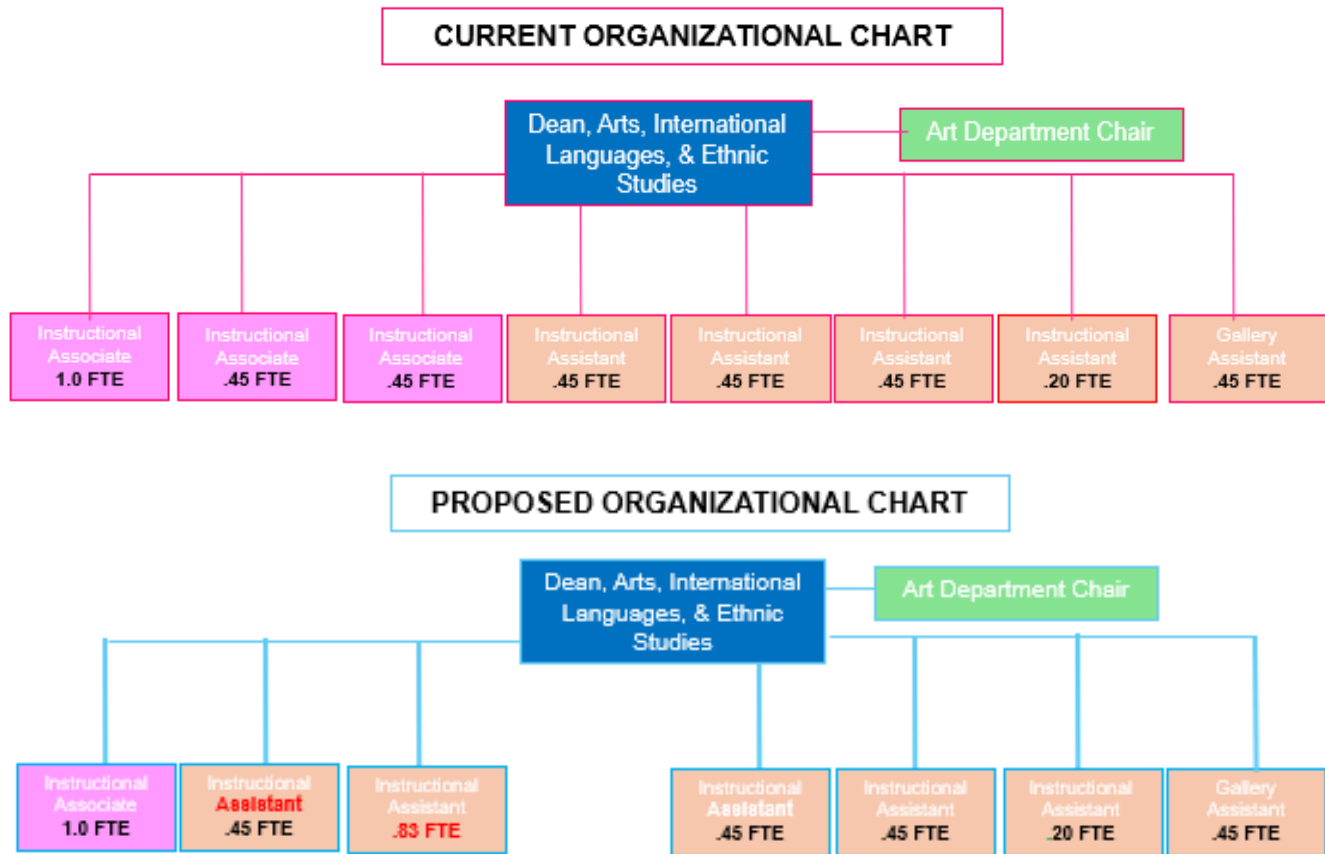 CURRENT ORGANIZATIONAL CHART
Dean, Arts, International
Languages, & Ethnic
Studies
Art Department Chair
Instructional
Associate
1.0 FTE
Instructional
Associate
.45 FTE
Instructional
Associate
.45 FTE
Instructional
Assistant
.45 FTE
Instructional
Assistant
.45 FTE
Instructional
Assistant
.45 FTE
Instructional
Assistant
.20 FTE
Gallery
Assistant
.45 FTE
PROPOSED ORGANIZATIONAL CHART
Dean, Arts, International
Languages, & Ethnic
Studies
Art Department Chair
Instructional
Associate
1.0 FTE
Instructional
Assistant
.45 FTE
Instructional
Assistant
.83 FTE
Instructional
Assistant
.45 FTE
Instructional
Assistant
.45 FTE
Instructional
Assistant
.20 FTE
Gallery
Assistant
.45 FTE